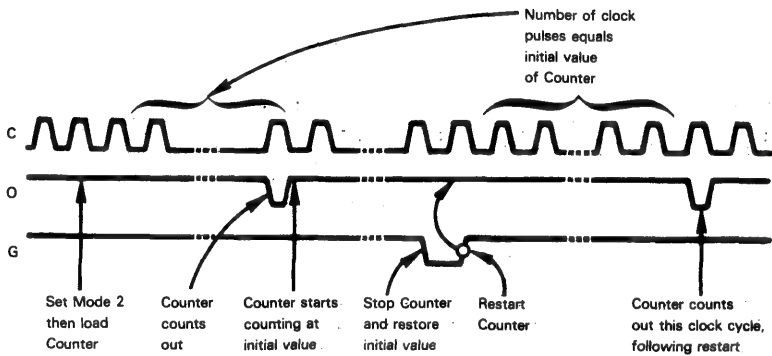 Number of clock
pulses equals
initial value
of Counter
C
O
G
Set Mode 2
then load
Counter
Counter
counts
out
Counter starts
counting at
initial value
Stop Counter
and restore
initial value
Restart
Counter
Counter counts
out this clock cycle,
following restart